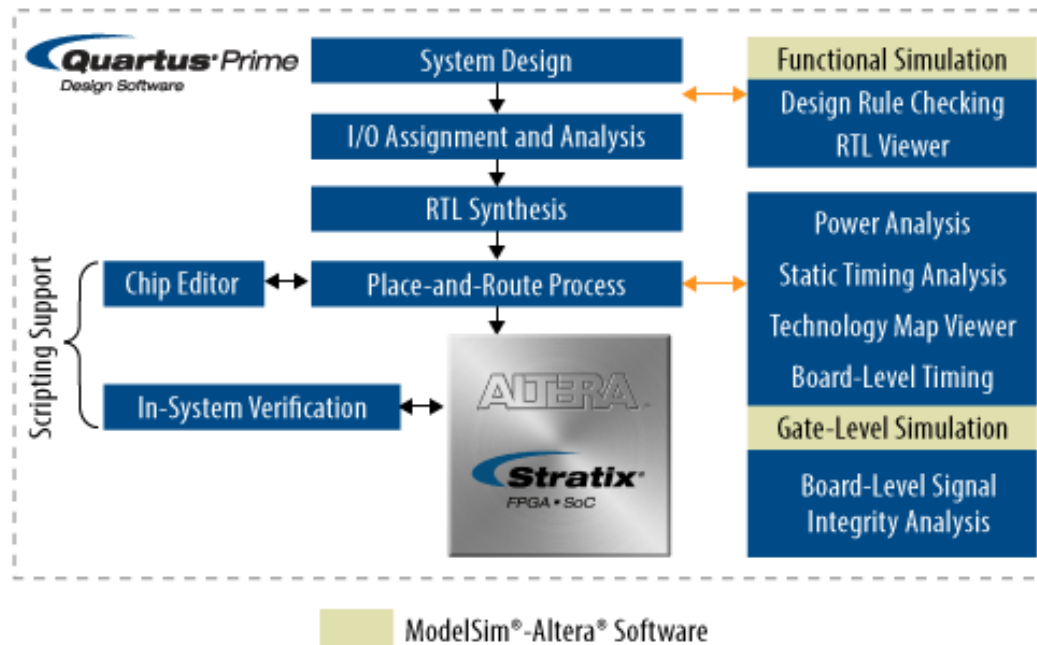 Quartus® Prime
Design Software
System Design
I/O Assignment and Analysis
RTL Synthesis
Place-and-Route Process
Chip Editor
In-System Verification
Scripting Support
ALTERA®
Stratix®
FPGA • SoC
Functional Simulation
Design Rule Checking
RTL Viewer
Power Analysis
Static Timing Analysis
Technology Map Viewer
Board-Level Timing
Gate-Level Simulation
Board-Level Signal
Integrity Analysis
ModelSim®-Altera® Software